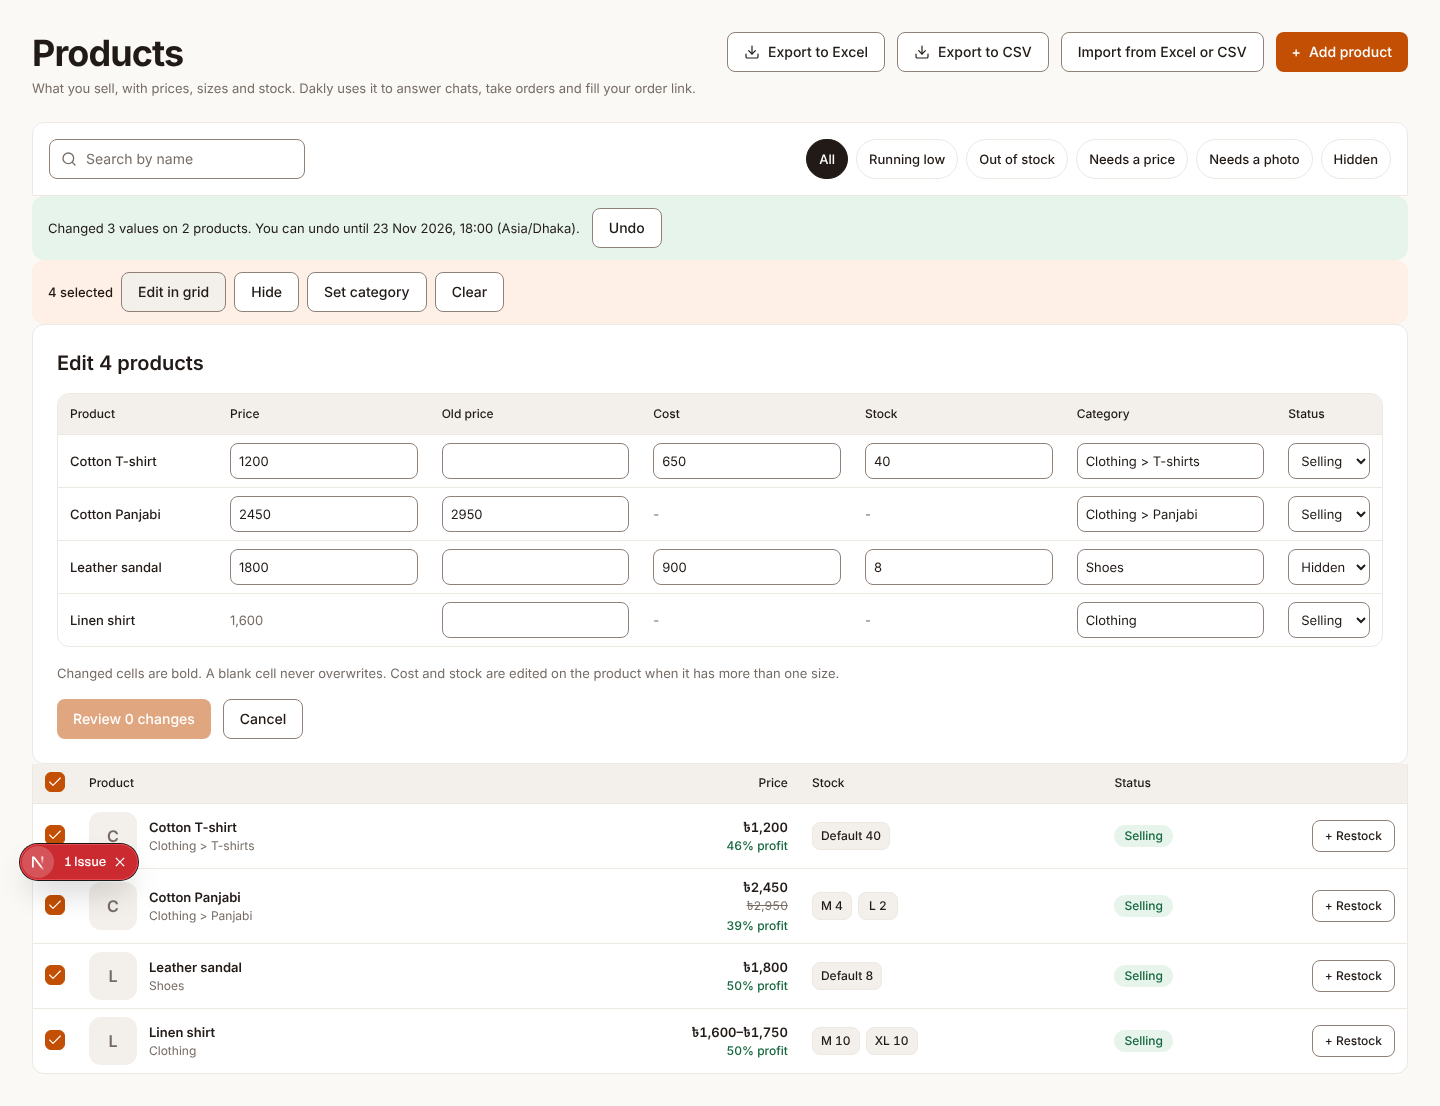 Products
Export to Excel
Export to CSV
Import from Excel or CSV
+ Add product
What you sell, with prices, sizes and stock. Dakly uses it to answer chats, take orders and fill your order link.
Search by name
All
Running low
Out of stock
Needs a price
Needs a photo
Hidden
Changed 3 values on 2 products. You can undo until 23 Nov 2026, 18:00 (Asia/Dhaka).
Undo
4 selected
Edit in grid
Hide
Set category
Clear
Edit 4 products
Product Price Old price Cost Stock Category Status
Cotton T-shirt 1200 650 40 Clothing > T-shirts Selling
Cotton Panjabi 2450 2950 - - Clothing > Panjabi Selling
Leather sandal 1800 900 8 Shoes Hidden
Linen shirt 1,600 - - Clothing Selling
Changed cells are bold. A blank cell never overwrites. Cost and stock are edited on the product when it has more than one size.
Review 0 changes
Cancel
Product Price Stock Status
C Cotton T-shirt ৳1,200 Default 40 Selling + Restock
Clothing > T-shirts 46% profit
N 1 Issue
C Cotton Panjabi ৳2,450 M 4 L 2 Selling + Restock
Clothing > Panjabi ৳2,950
39% profit
L Leather sandal ৳1,800 Default 8 Selling + Restock
Shoes 50% profit
L Linen shirt ৳1,600–৳1,750 M 10 XL 10 Selling + Restock
Clothing 50% profit